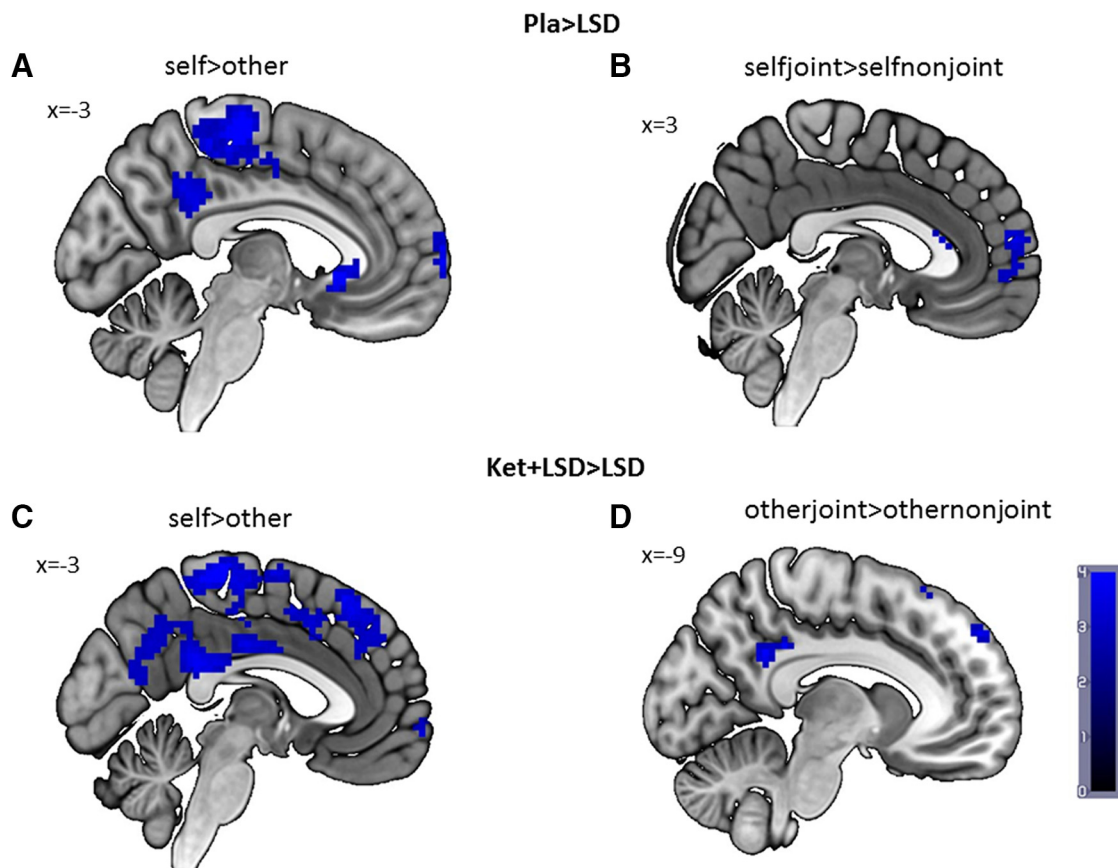 Pla>LSD
A
self>other
x=-3
B
selfjoint>selfnonjoint
x=3
Ket+LSD>LSD
C
self>other
x=-3
D
otherjoint>othernonjoint
x=-9
4
3
2
1
0